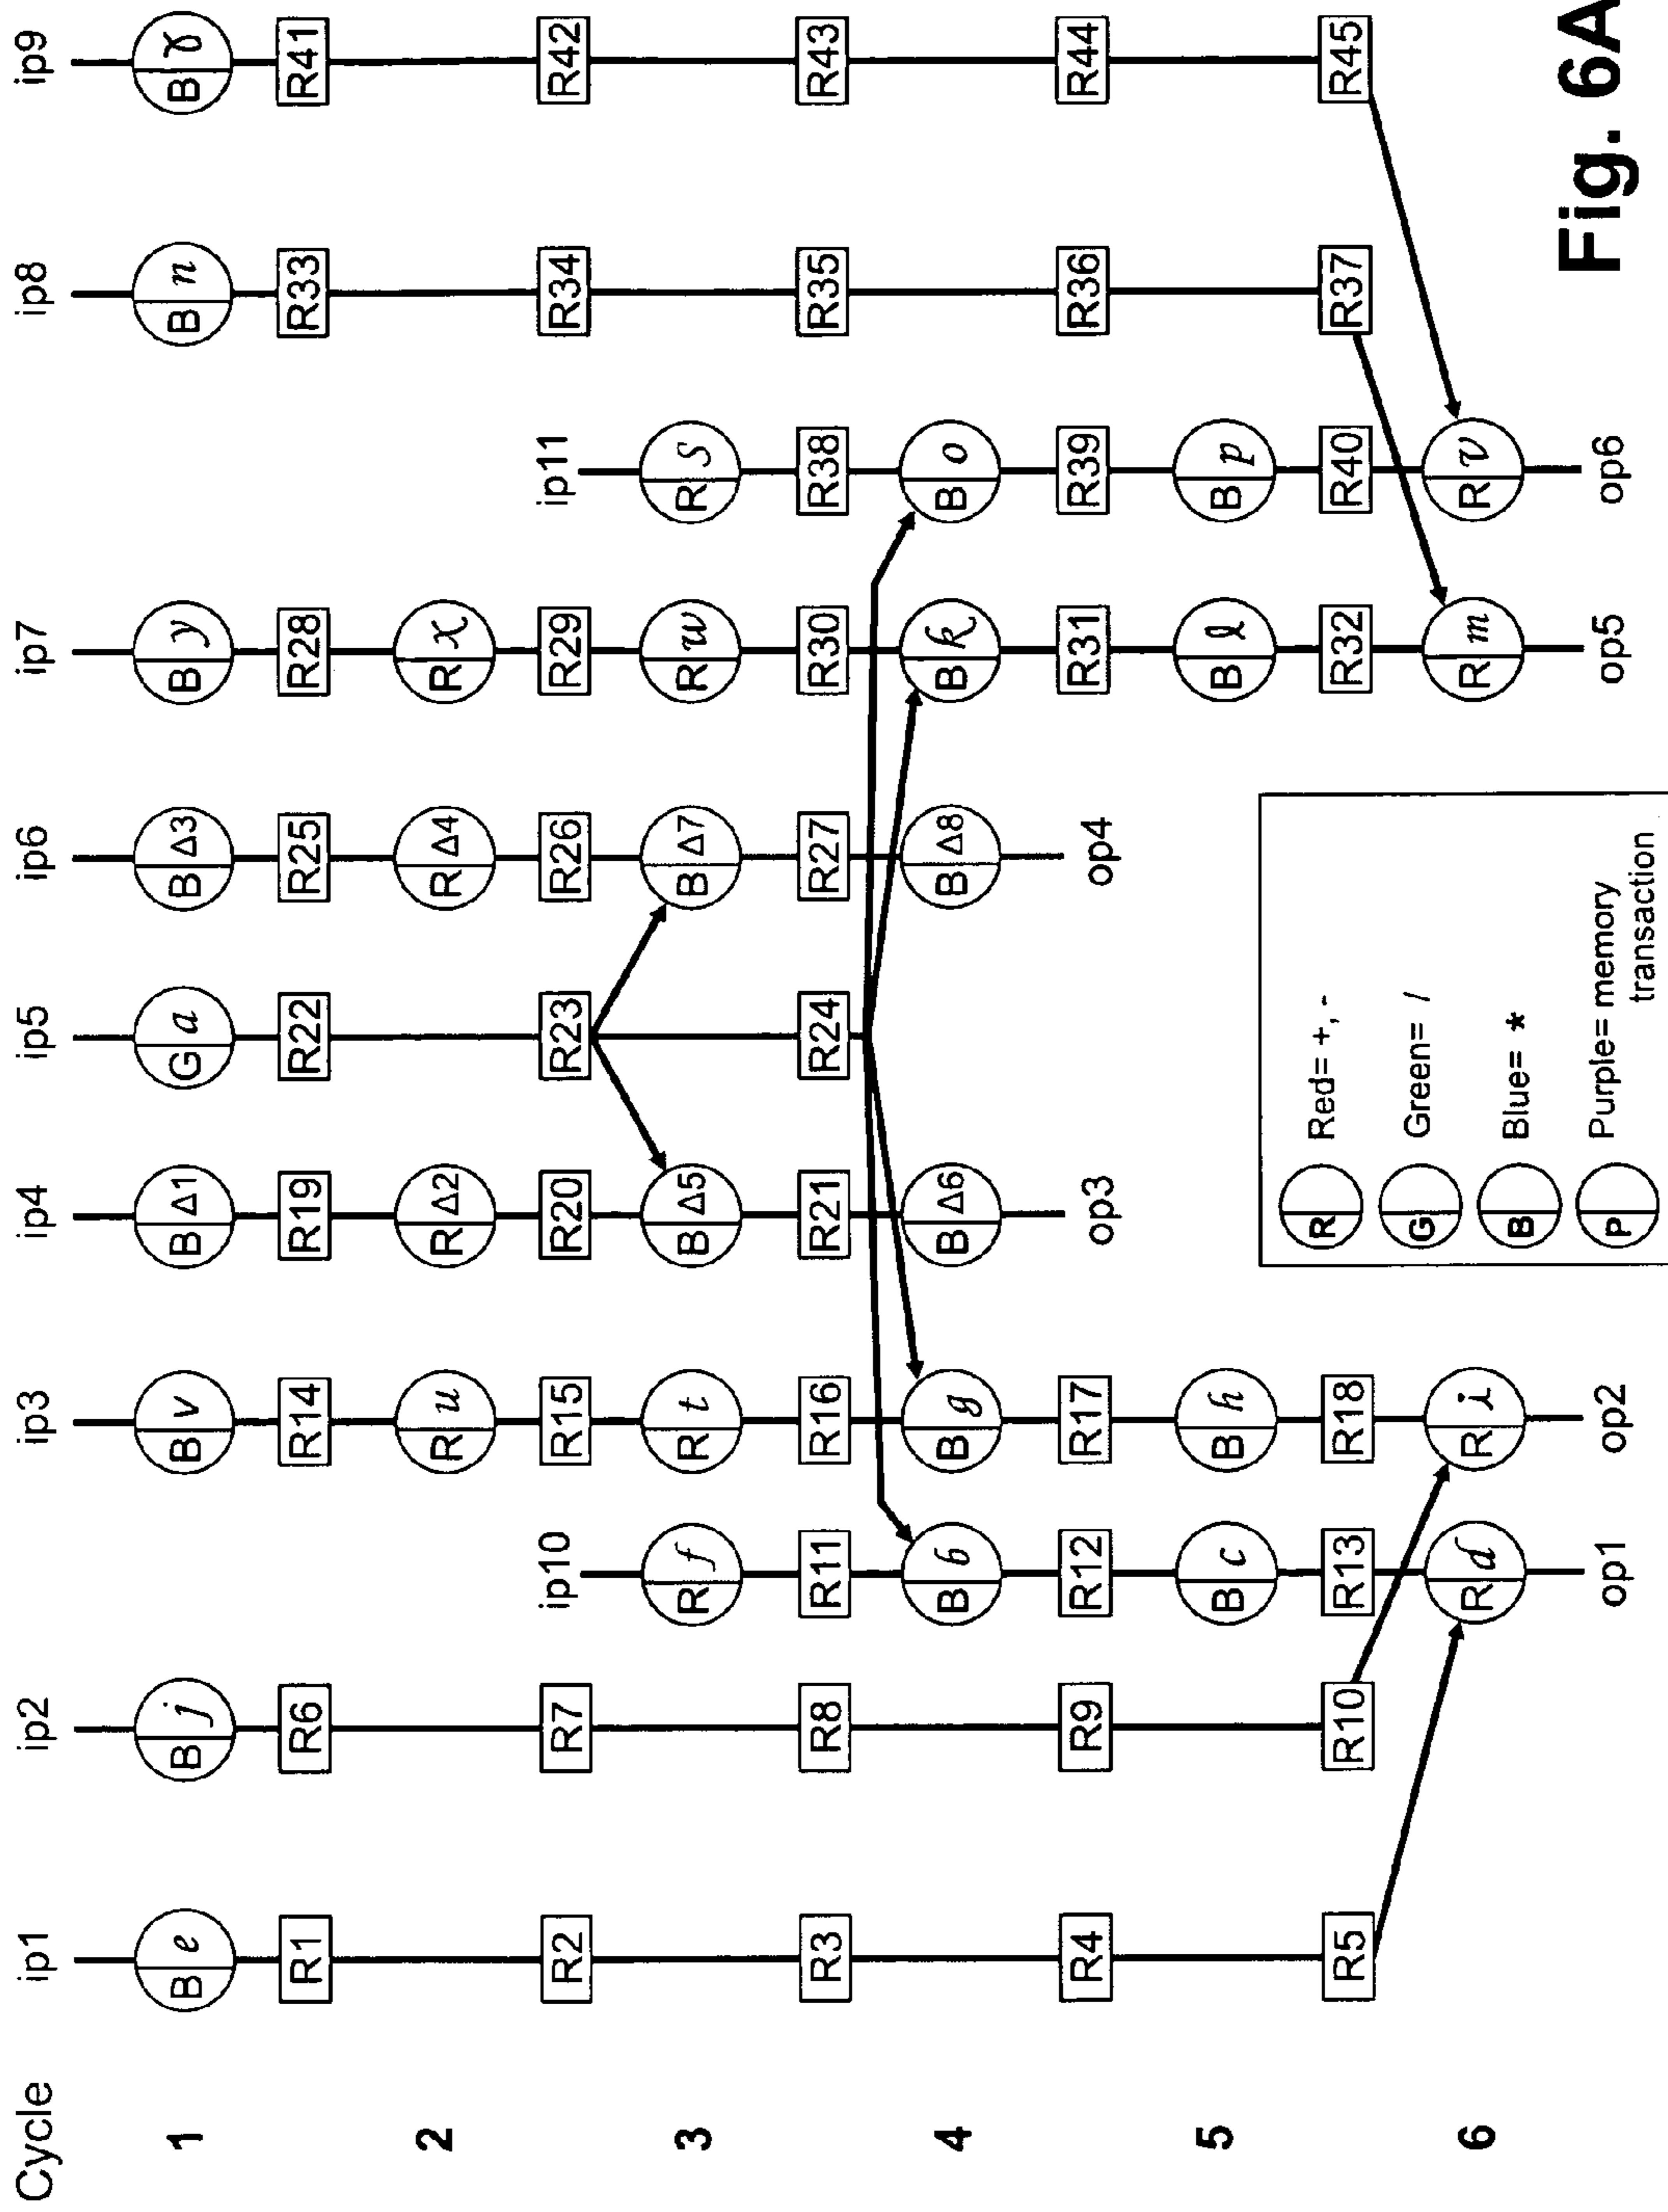 Cycle ip1 ip2 ip3 ip4 ip5 ip6 ip7 ip8 ip9
1 B e B j B v B Δ1 G a B Δ3 B y B n B γ
R1 R6 R14 R19 R22 R25 R28 R33 R41
2 R u R Δ2 R Δ4 R x
R2 R7 ip10 R15 R20 R23 R26 R29 ip11 R34 R42
3 R f R t B Δ5 B Δ7 R w R S
R3 R8 R11 R16 R21 R24 R27 R30 R38 R35 R43
4 B b B g B Δ6 B Δ8 B k B o
R4 R9 R12 R17 R31 R39 R36 R44
op3 op4
5 B c B h B l B p
R5 R10 R13 R18 R32 R40 R37 R45
6 R d R i R m R v
op1 op2 op5 op6
R Red= +, -
G Green= /
B Blue= *
P Purple= memory
transaction
Fig. 6A